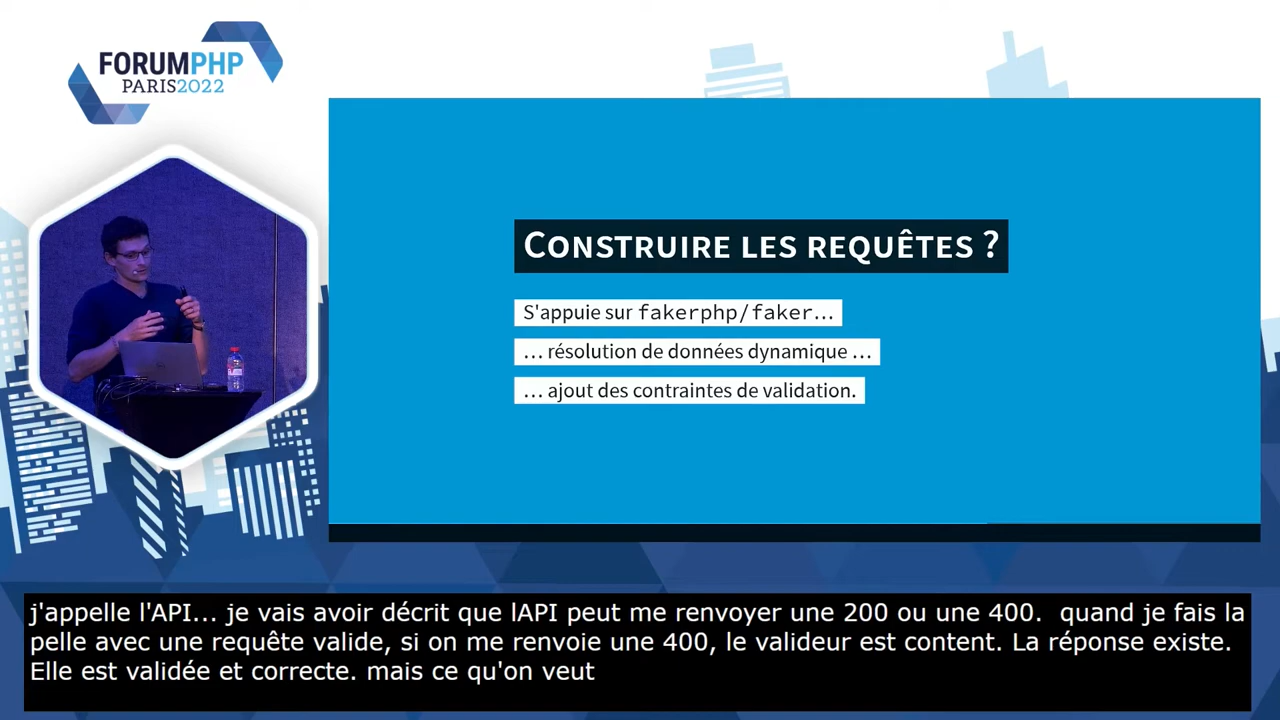 FORUMPHP
PARIS2022
CONSTRUIRE LES REQUÊTES ?
S'appuie sur fakerphp/faker...
... résolution de données dynamique ...
... ajout des contraintes de validation.
j'appelle l'API... je vais avoir décrit que lAPI peut me renvoyer une 200 ou une 400.  quand je fais la
pelle avec une requête valide, si on me renvoie une 400, le valideur est content. La réponse existe.
Elle est validée et correcte. mais ce qu'on veut